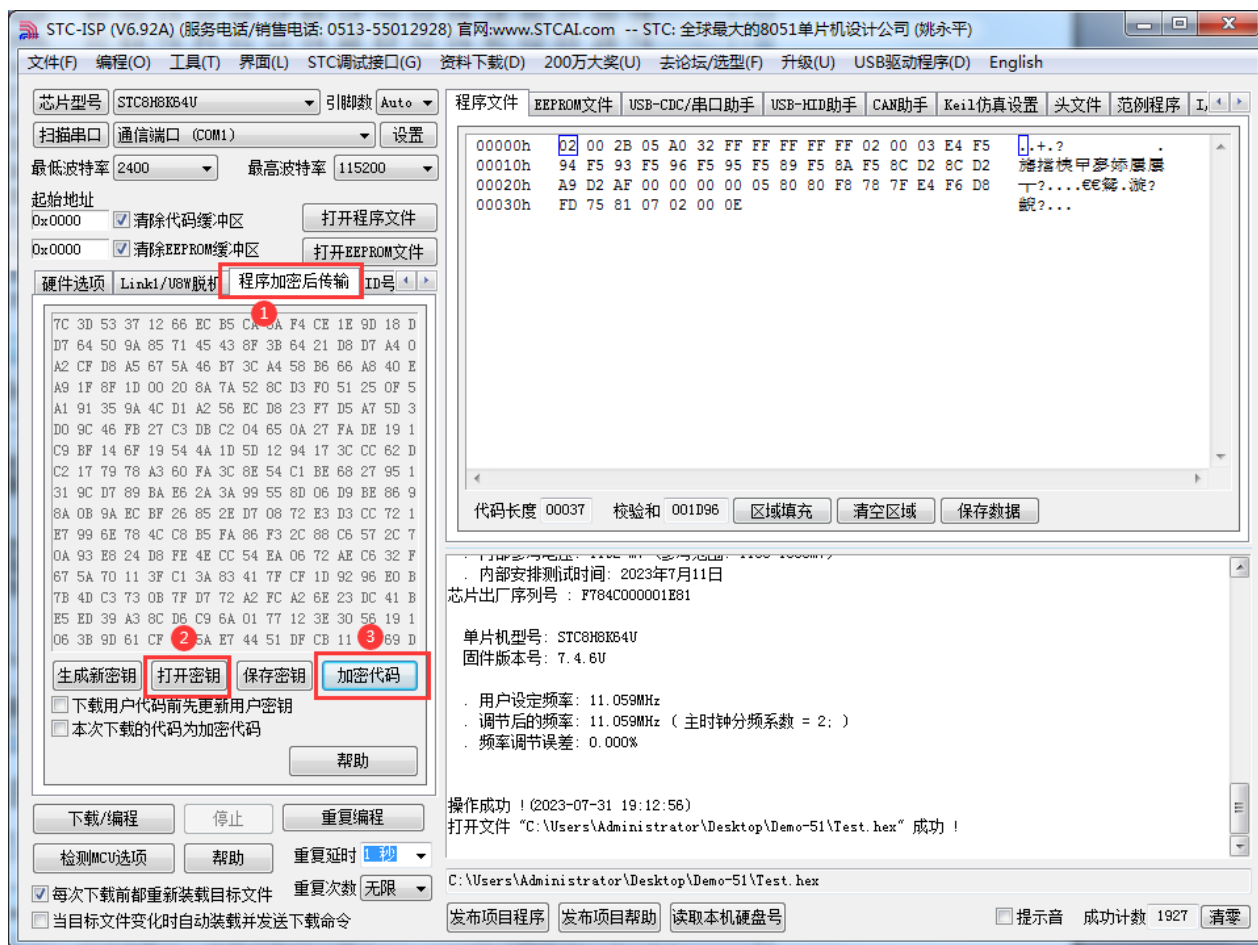 STC-ISP (V6.92A) (服务电话/销售电话: 0513-55012928) 官网:www.STCAI.com -- STC: 全球最大的8051单片机设计公司 (姚永平)
文件(F) 编程(O) 工具(T) 界面(L) STC调试接口(G) 资料下载(D) 200万大奖(U) 去论坛/选型(F) 升级(U) USB驱动程序(D) English
芯片型号 STC8H8K64U 引脚数 Auto
扫描串口 通信端口 (COM1) 设置
最低波特率 2400 最高波特率 115200
起始地址
0x0000 清除代码缓冲区 打开程序文件
0x0000 清除EEPROM缓冲区 打开EEPROM文件
硬件选项 Link1/U8W脱机 程序加密后传输 ID号
1
7C 3D 53 37 12 66 EC B5 CA 8A F4 CE 1E 9D 18 D
D7 64 50 9A 85 71 45 43 8F 3B 64 21 D8 D7 A4 0
A2 CF D8 A5 67 5A 46 B7 3C A4 58 B6 66 A8 40 E
A9 1F 8F 1D 00 20 8A 7A 52 8C D3 F0 51 25 0F 5
A1 91 35 9A 4C D1 A2 56 EC D8 23 F7 D5 A7 5D 3
D0 9C 46 FB 27 C3 DB C2 04 65 0A 27 FA DE 19 1
C9 BF 14 6F 19 54 4A 1D 5D 12 94 17 3C CC 62 D
C2 17 79 78 A3 60 FA 3C 8E 54 C1 BE 68 27 95 1
31 9C D7 89 BA E6 2A 3A 99 55 8D 06 D9 BE 86 9
8A 0B 9A EC BF 26 85 2E D7 08 72 E3 D3 CC 72 1
E7 99 6E 78 4C C8 B5 FA 86 F3 2C 88 C6 57 2C 7
0A 93 E8 24 D8 FE 4E CC 54 EA 06 72 AE C6 32 F
67 5A 70 11 3F C1 3A 83 41 7F CF 1D 92 96 E0 B
7B 4D C3 73 0B 7F D7 72 A2 FC A2 6E 23 DC 41 B
E5 ED 39 A3 8C D6 C9 6A 01 77 12 3E 30 56 19 1
06 3B 9D 61 CF 5A E7 44 51 DF CB 11 69 D
2 3
生成新密钥 打开密钥 保存密钥 加密代码
下载用户代码前先更新用户密钥
本次下载的代码为加密代码
帮助
下载/编程 停止 重复编程
检测MCU选项 帮助 重复延时 1 秒
每次下载前都重新装载目标文件 重复次数 无限
当目标文件变化时自动装载并发送下载命令
程序文件 EEPROM文件 USB-CDC/串口助手 USB-HID助手 CAN助手 Keil仿真设置 头文件 范例程序 I,
00000h 02 00 2B 05 A0 32 FF FF FF FF FF 02 00 03 E4 F5 ..+.? .
00010h 94 F5 93 F5 96 F5 95 F5 89 F5 8A F5 8C D2 8C D2
00020h A9 D2 AF 00 00 00 00 05 80 80 F8 78 7F E4 F6 D8
00030h FD 75 81 07 02 00 0E
代码长度 00037 校验和 001D96 区域填充 清空区域 保存数据
. 内部安排测试时间: 2023年7月11日
芯片出厂序列号 : F784C000001E81
单片机型号: STC8H8K64U
固件版本号: 7.4.6U
. 用户设定频率: 11.059MHz
. 调节后的频率: 11.059MHz ( 主时钟分频系数 = 2; )
. 频率调节误差: 0.000%
操作成功 !(2023-07-31 19:12:56)
打开文件 “C:\Users\Administrator\Desktop\Demo-51\Test.hex” 成功 !
C:\Users\Administrator\Desktop\Demo-51\Test.hex
发布项目程序 发布项目帮助 读取本机硬盘号 提示音 成功计数 1927 清零